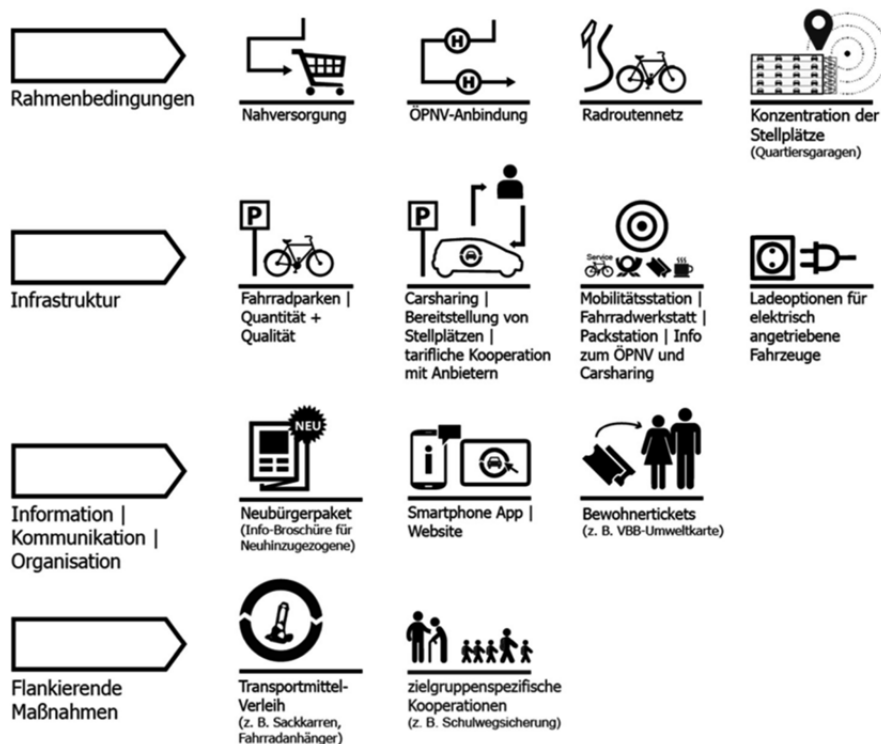 Rahmenbedingungen
Nahversorgung
H
H
ÖPNV-Anbindung
Radroutennetz
Konzentration der
Stellplätze
(Quartiersgaragen)
Infrastruktur
P
Fahrradparken |
Quantität +
Qualität
P
Carsharing |
Bereitstellung von
Stellplätzen |
tarifliche Kooperation
mit Anbietern
Service
Mobilitätsstation |
Fahrradwerkstatt |
Packstation | Info
zum ÖPNV und
Carsharing
Ladeoptionen für
elektrisch
angetriebene
Fahrzeuge
Information |
Kommunikation |
Organisation
NEU
Neubürgerpaket
(Info-Broschüre für
Neuhinzugezogene)
i
Smartphone App |
Website
Bewohnertickets
(z. B. VBB-Umweltkarte)
Flankierende
Maßnahmen
Transportmittel-
Verleih
(z. B. Sackkarren,
Fahrradanhänger)
zielgruppenspezifische
Kooperationen
(z. B. Schulwegsicherung)